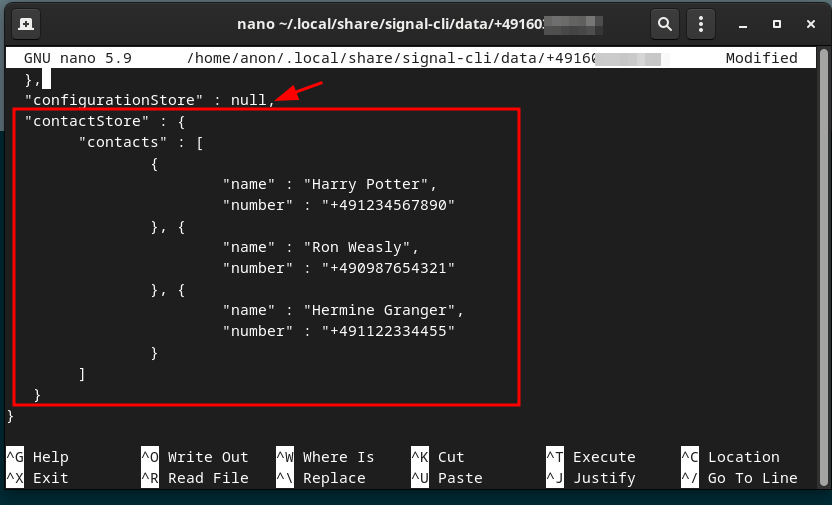 nano ~/.local/share/signal-cli/data/+49160
GNU nano 5.9 /home/anon/.local/share/signal-cli/data/+4916 Modified
},
"configurationStore" : null,
"contactStore" : {
"contacts" : [
{
"name" : "Harry Potter",
"number" : "+491234567890"
}, {
"name" : "Ron Weasly",
"number" : "+490987654321"
}, {
"name" : "Hermine Granger",
"number" : "+491122334455"
}
]
}
}
^G Help ^O Write Out ^W Where Is ^K Cut ^T Execute ^C Location
^X Exit ^R Read File ^\ Replace ^U Paste ^J Justify ^/ Go To Line